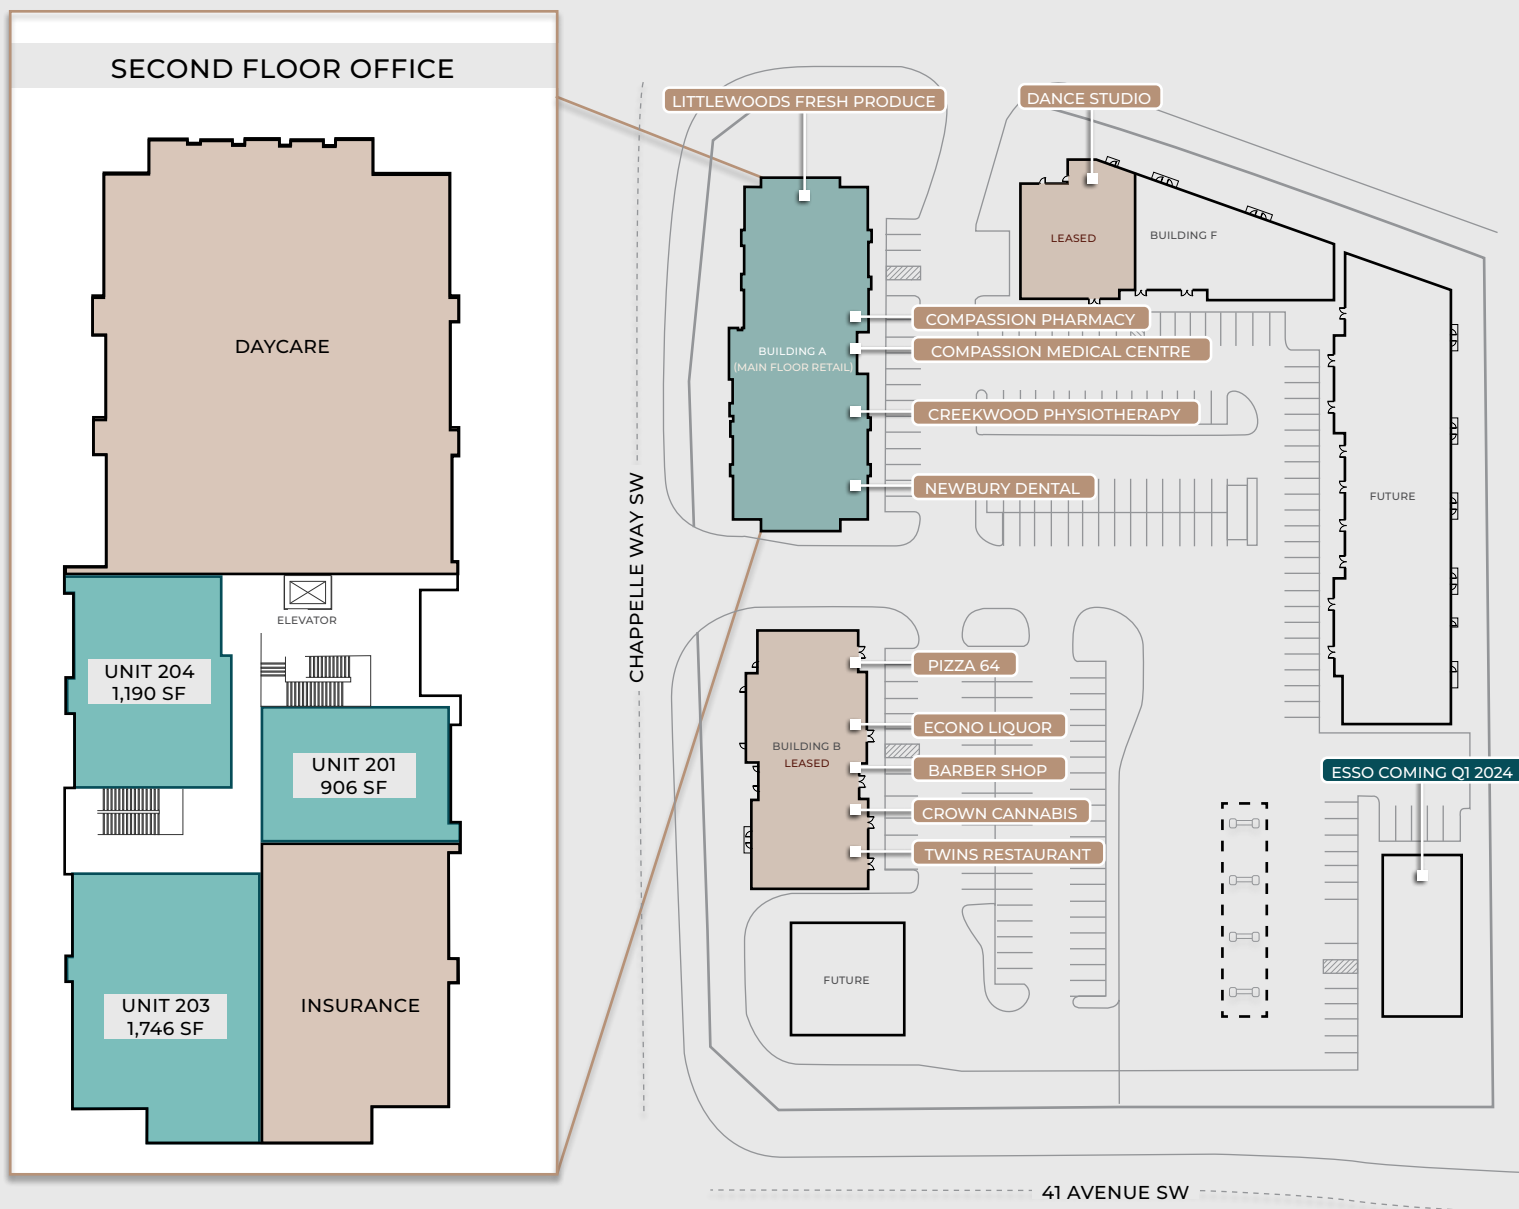 SECOND FLOOR OFFICE
DAYCARE
ELEVATOR
UNIT 204
1,190 SF
UNIT 201
906 SF
UNIT 203
1,746 SF
INSURANCE
CHAPPELLE WAY SW
LITTLEWOODS FRESH PRODUCE
DANCE STUDIO
LEASED
BUILDING F
COMPASSION PHARMACY
COMPASSION MEDICAL CENTRE
BUILDING A
(MAIN FLOOR RETAIL)
CREEKWOOD PHYSIOTHERAPY
NEWBURY DENTAL
FUTURE
PIZZA 64
ECONO LIQUOR
BUILDING B
LEASED
BARBER SHOP
CROWN CANNABIS
TWINS RESTAURANT
ESSO COMING Q1 2024
FUTURE
41 AVENUE SW